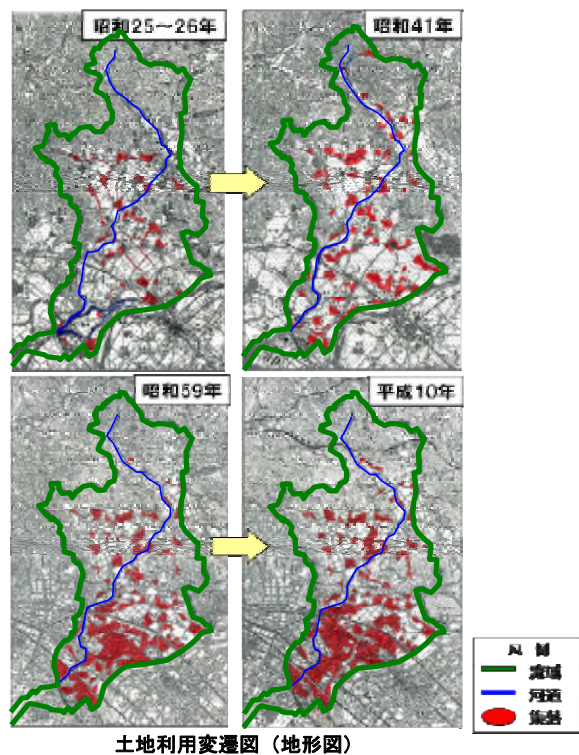 昭和25～26年
昭和41年
昭和59年
平成10年
凡例
流域
河道
集落
土地利用変遷図（地形図）